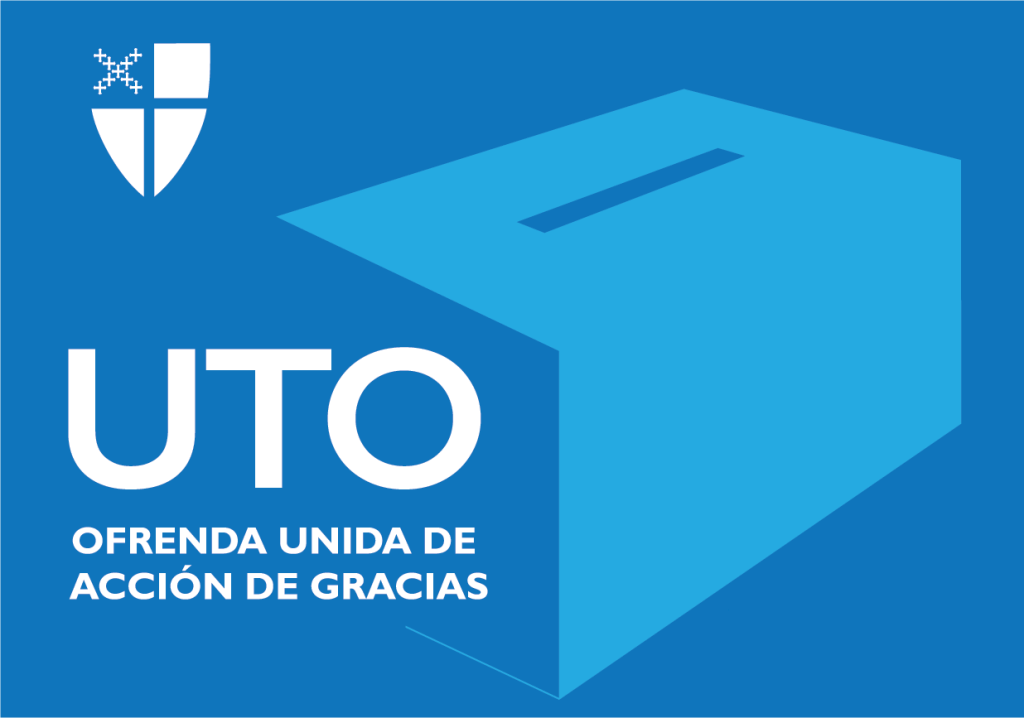 UTO
OFRENDA UNIDA DE
ACCIÓN DE GRACIAS